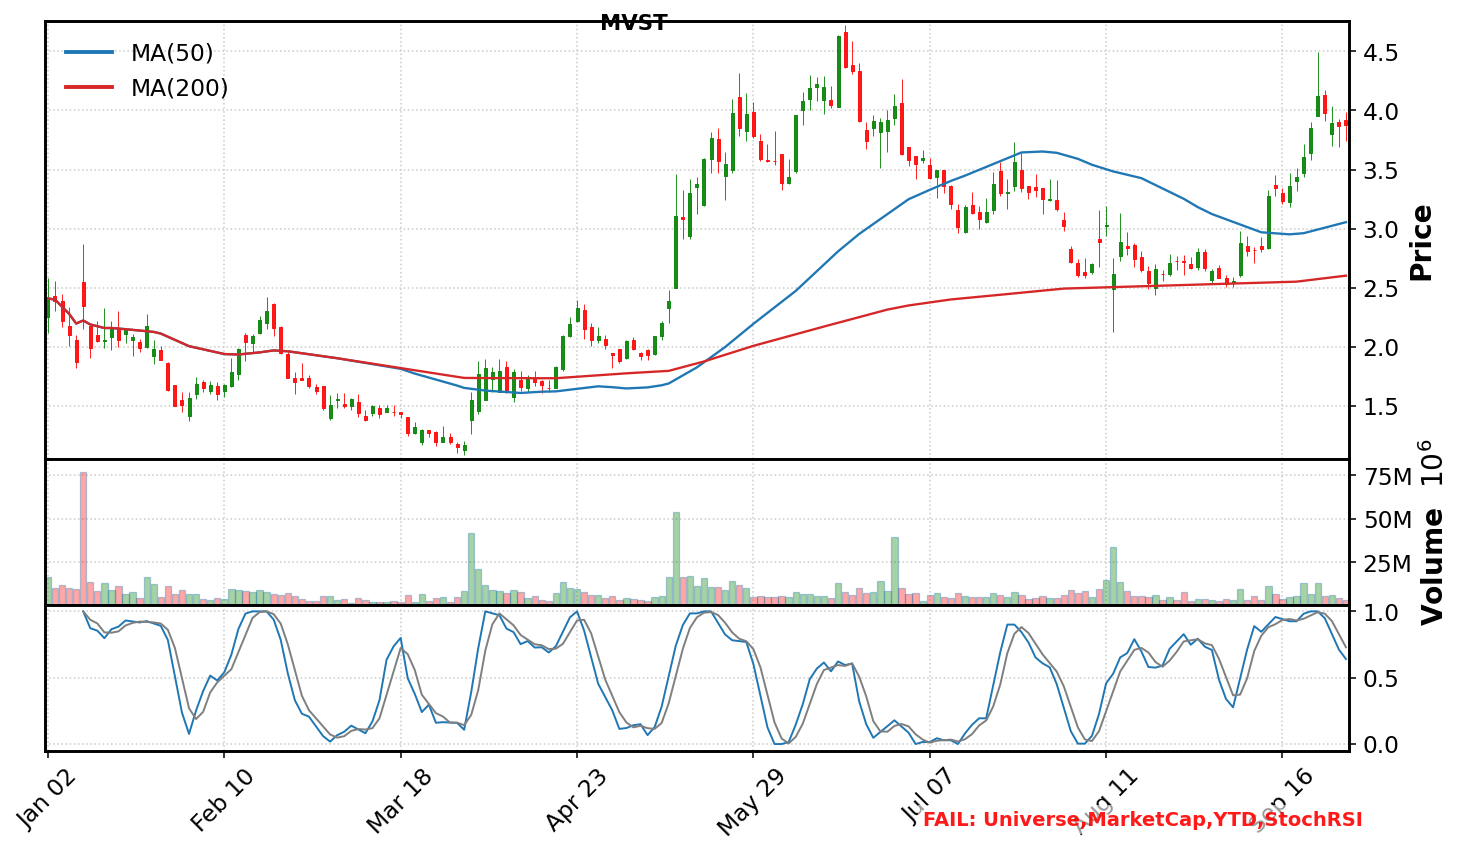 MVST
MA(50)
MA(200)
4.5
4.0
3.5
3.0
2.5
2.0
1.5
Price
75M
50M
25M
Volume 10^6
1.0
0.5
0.0
Jan 02
Feb 10
Mar 18
Apr 23
May 29
Jul 07
Aug 11
Sep 16
FAIL: Universe,MarketCap,YTD,StochRSI